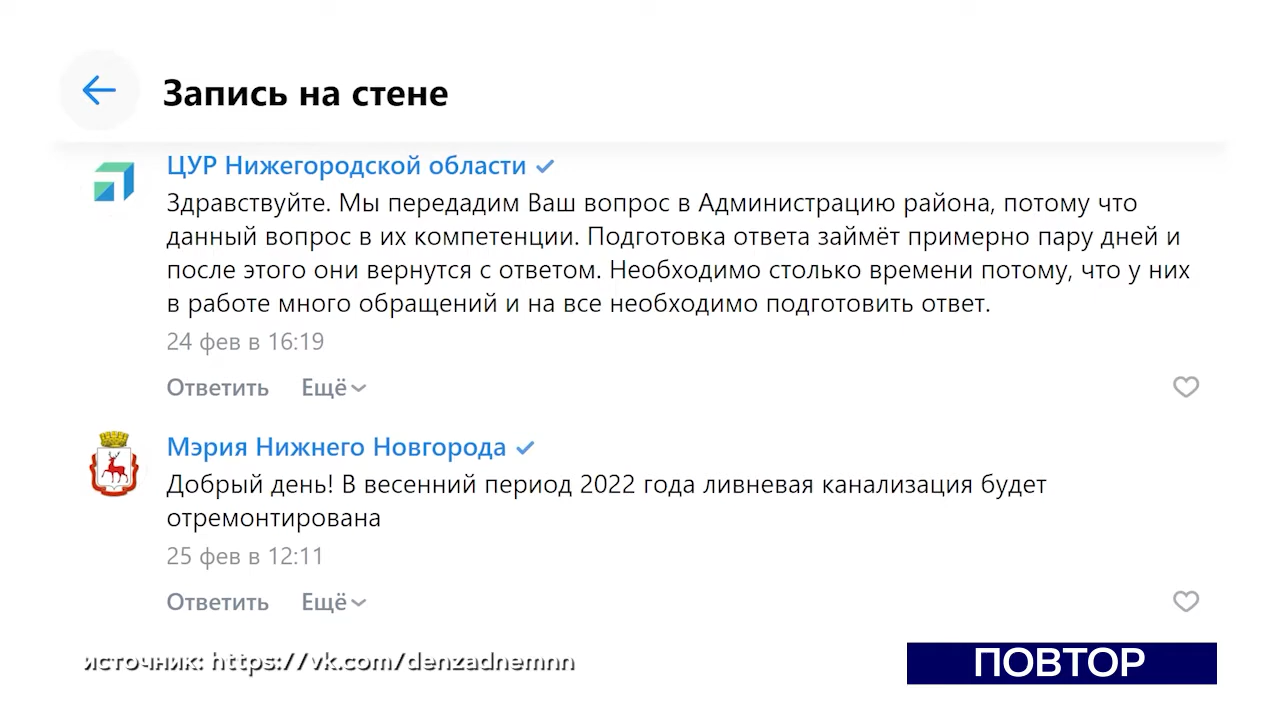 Запись на стене
ЦУР Нижегородской области
Здравствуйте. Мы передадим Ваш вопрос в Администрацию района, потому что
данный вопрос в их компетенции. Подготовка ответа займёт примерно пару дней и
после этого они вернутся с ответом. Необходимо столько времени потому, что у них
в работе много обращений и на все необходимо подготовить ответ.
24 фев в 16:19
Ответить Ещё
Мэрия Нижнего Новгорода
Добрый день! В весенний период 2022 года ливневая канализация будет
отремонтирована
25 фев в 12:11
Ответить Ещё
источник: https://vk.com/denzadnemnn
ПОВТОР